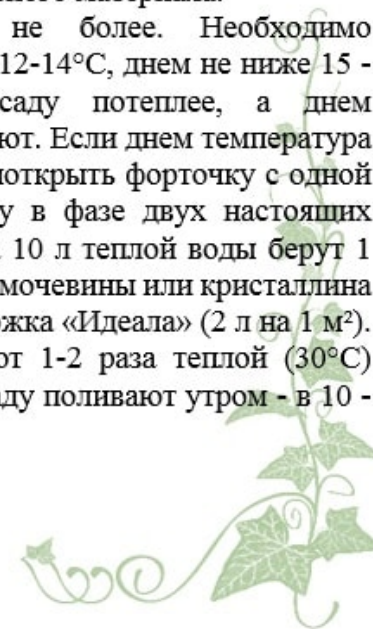 не более. Необходимо
12-14°С, днем не ниже 15 -
саду потеплее, а днем
ют. Если днем температура
открыть форточку с одной
у в фазе двух настоящих
10 л теплой воды берут 1
мочевины или кристаллина
жка «Идеала» (2 л на 1 м²).
от 1-2 раза теплой (30°С)
аду поливают утром - в 10 -